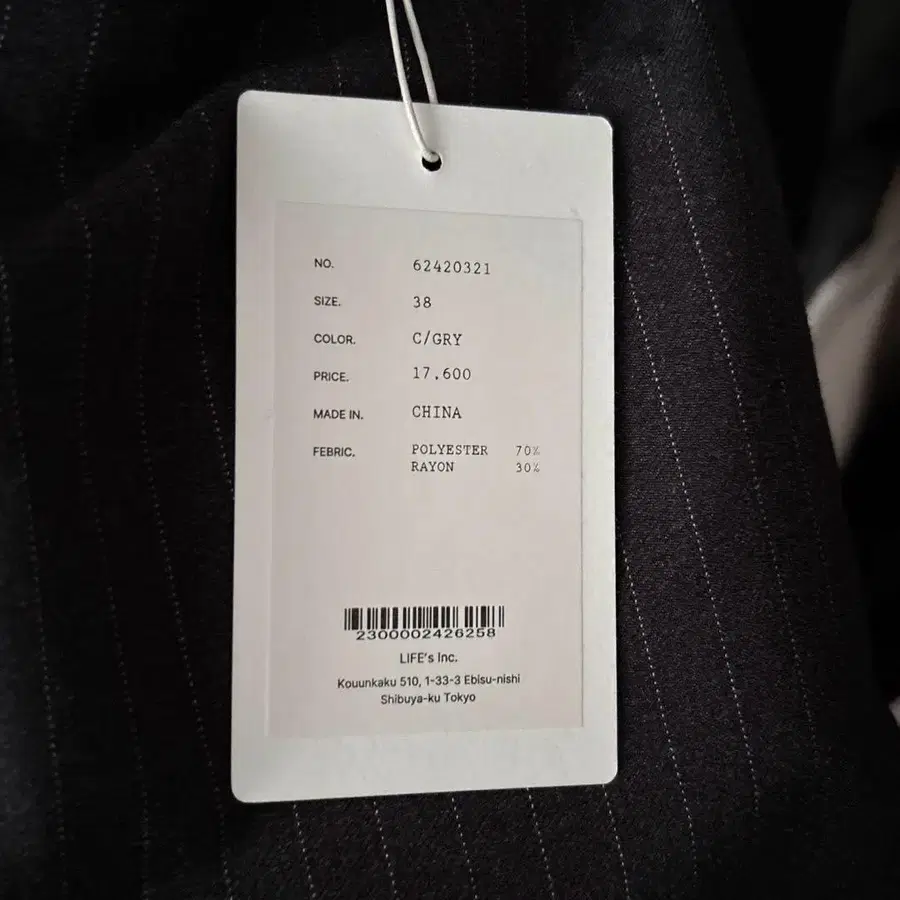 NO. 62420321
SIZE. 38
COLOR. C/GRY
PRICE. 17,600
MADE IN. CHINA
FEBRIC. POLYESTER 70%
RAYON 30%
2300002426258
LIFE's Inc.
Kouunkaku 510, 1-33-3 Ebisu-nishi
Shibuya-ku Tokyo